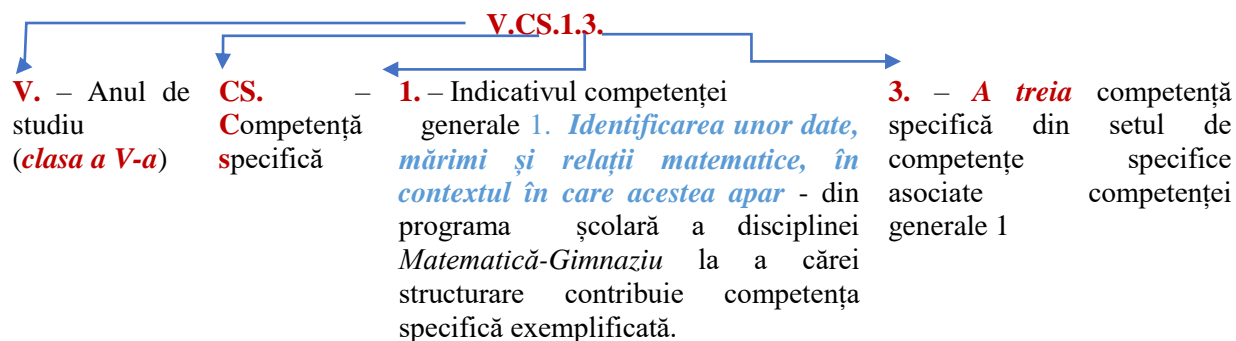 V.CS.1.3.
V. – Anul de
studiu
(clasa a V-a)
CS. –
Competență
specifică
1. – Indicativul competenței
generale 1. Identificarea unor date,
mărimi și relații matematice, în
contextul în care acestea apar - din
programa școlară a disciplinei
Matematică-Gimnaziu la a cărei
structurare contribuie competența
specifică exemplificată.
3. – A treia competență
specifică din setul de
competențe specifice
asociate competenței
generale 1